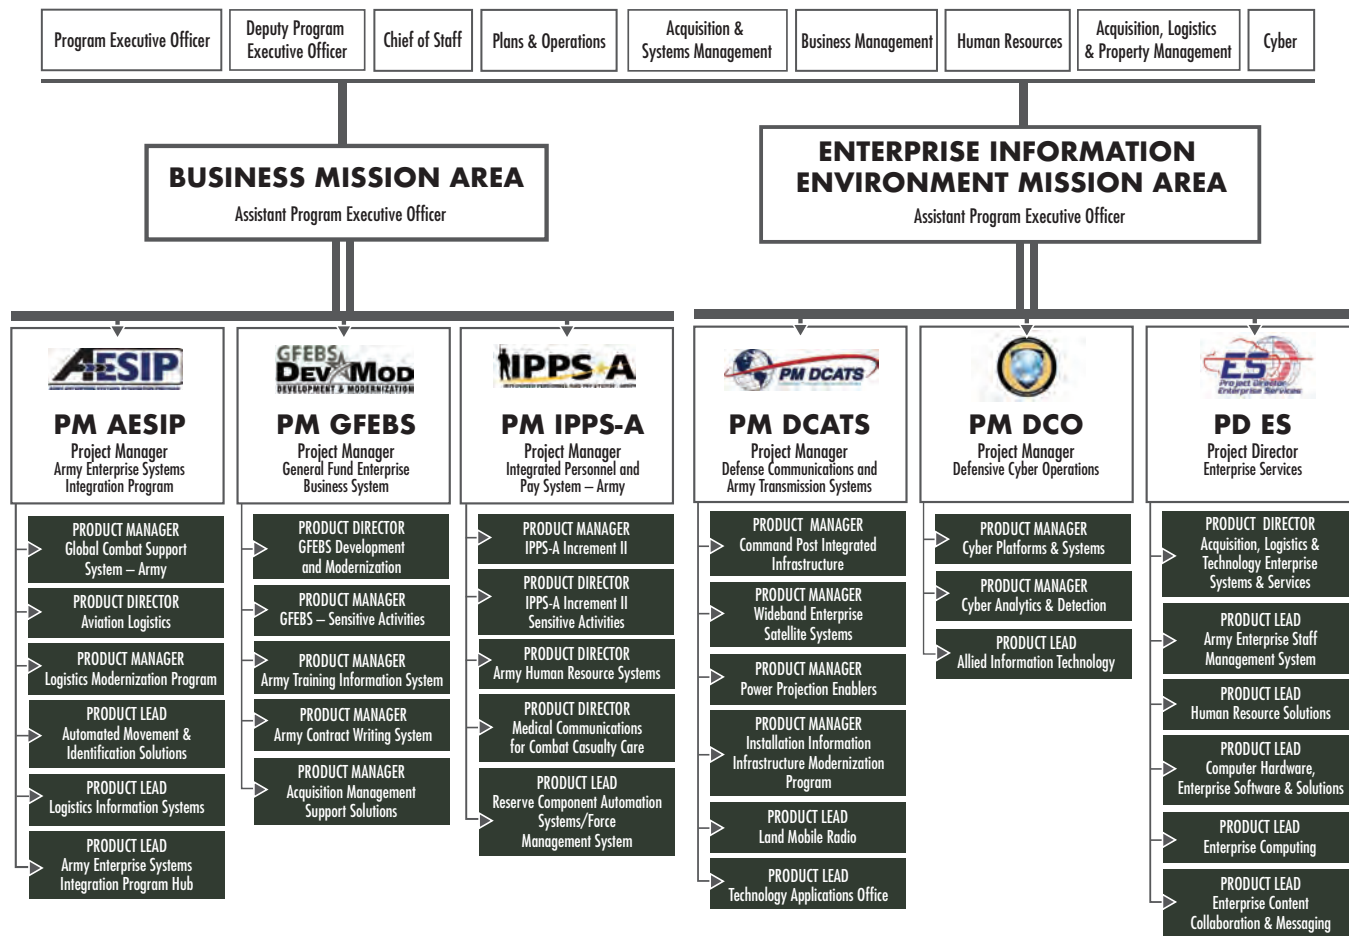 Program Executive Officer
Deputy Program
Executive Officer
Chief of Staff
Plans & Operations
Acquisition &
Systems Management
Business Management
Human Resources
Acquisition, Logistics
& Property Management
Cyber
BUSINESS MISSION AREA
Assistant Program Executive Officer
ENTERPRISE INFORMATION
ENVIRONMENT MISSION AREA
Assistant Program Executive Officer
AESIP
ARMY ENTERPRISE SYSTEMS INTEGRATION PROGRAM
PM AESIP
Project Manager
Army Enterprise Systems
Integration Program
PRODUCT MANAGER
Global Combat Support
System – Army
PRODUCT DIRECTOR
Aviation Logistics
PRODUCT MANAGER
Logistics Modernization Program
PRODUCT LEAD
Automated Movement &
Identification Solutions
PRODUCT LEAD
Logistics Information Systems
PRODUCT LEAD
Army Enterprise Systems
Integration Program Hub
GFEBS
DEV MOD
DEVELOPMENT & MODERNIZATION
PM GFEBS
Project Manager
General Fund Enterprise
Business System
PRODUCT DIRECTOR
GFEBS Development
and Modernization
PRODUCT MANAGER
GFEBS – Sensitive Activities
PRODUCT MANAGER
Army Training Information System
PRODUCT MANAGER
Army Contract Writing System
PRODUCT MANAGER
Acquisition Management
Support Solutions
IPPS★A
INTEGRATED PERSONNEL AND PAY SYSTEM - ARMY
PM IPPS-A
Project Manager
Integrated Personnel and
Pay System – Army
PRODUCT MANAGER
IPPS-A Increment II
PRODUCT DIRECTOR
IPPS-A Increment II
Sensitive Activities
PRODUCT DIRECTOR
Army Human Resource Systems
PRODUCT DIRECTOR
Medical Communications
for Combat Casualty Care
PRODUCT LEAD
Reserve Component Automation
Systems/Force
Management System
PM DCATS
PM DCATS
Project Manager
Defense Communications and
Army Transmission Systems
PRODUCT MANAGER
Command Post Integrated
Infrastructure
PRODUCT MANAGER
Wideband Enterprise
Satellite Systems
PRODUCT MANAGER
Power Projection Enablers
PRODUCT MANAGER
Installation Information
Infrastructure Modernization
Program
PRODUCT LEAD
Land Mobile Radio
PRODUCT LEAD
Technology Applications Office
PM DCO
Project Manager
Defensive Cyber Operations
PRODUCT MANAGER
Cyber Platforms & Systems
PRODUCT MANAGER
Cyber Analytics & Detection
PRODUCT LEAD
Allied Information Technology
ES
Project Director
Enterprise Services
PD ES
Project Director
Enterprise Services
PRODUCT DIRECTOR
Acquisition, Logistics &
Technology Enterprise
Systems & Services
PRODUCT LEAD
Army Enterprise Staff
Management System
PRODUCT LEAD
Human Resource Solutions
PRODUCT LEAD
Computer Hardware,
Enterprise Software & Solutions
PRODUCT LEAD
Enterprise Computing
PRODUCT LEAD
Enterprise Content
Collaboration & Messaging